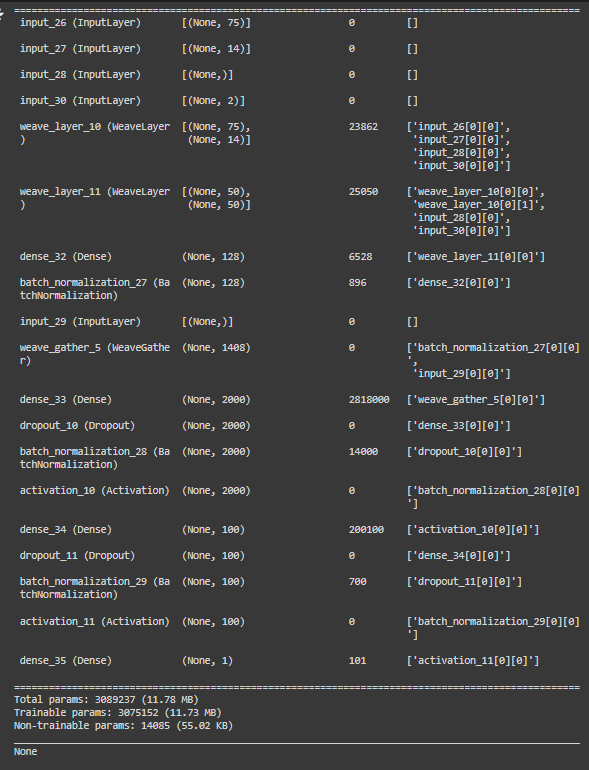 ==================================================================================================
input_26 (InputLayer) [(None, 75)] 0 []
input_27 (InputLayer) [(None, 14)] 0 []
input_28 (InputLayer) [(None,)] 0 []
input_30 (InputLayer) [(None, 2)] 0 []
weave_layer_10 (WeaveLayer [(None, 75), 23862 ['input_26[0][0]',
) (None, 14)] 'input_27[0][0]',
'input_28[0][0]',
'input_30[0][0]']
weave_layer_11 (WeaveLayer [(None, 50), 25050 ['weave_layer_10[0][0]',
) (None, 50)] 'weave_layer_10[0][1]',
'input_28[0][0]',
'input_30[0][0]']
dense_32 (Dense) (None, 128) 6528 ['weave_layer_11[0][0]']
batch_normalization_27 (Ba (None, 128) 896 ['dense_32[0][0]']
tchNormalization)
input_29 (InputLayer) [(None,)] 0 []
weave_gather_5 (WeaveGathe (None, 1408) 0 ['batch_normalization_27[0][0]
r) ',
'input_29[0][0]']
dense_33 (Dense) (None, 2000) 2818000 ['weave_gather_5[0][0]']
dropout_10 (Dropout) (None, 2000) 0 ['dense_33[0][0]']
batch_normalization_28 (Ba (None, 2000) 14000 ['dropout_10[0][0]']
tchNormalization)
activation_10 (Activation) (None, 2000) 0 ['batch_normalization_28[0][0]
']
dense_34 (Dense) (None, 100) 200100 ['activation_10[0][0]']
dropout_11 (Dropout) (None, 100) 0 ['dense_34[0][0]']
batch_normalization_29 (Ba (None, 100) 700 ['dropout_11[0][0]']
tchNormalization)
activation_11 (Activation) (None, 100) 0 ['batch_normalization_29[0][0]
']
dense_35 (Dense) (None, 1) 101 ['activation_11[0][0]']
==================================================================================================
Total params: 3089237 (11.78 MB)
Trainable params: 3075152 (11.73 MB)
Non-trainable params: 14085 (55.02 KB)
__________________________________________________________________________________________________
None